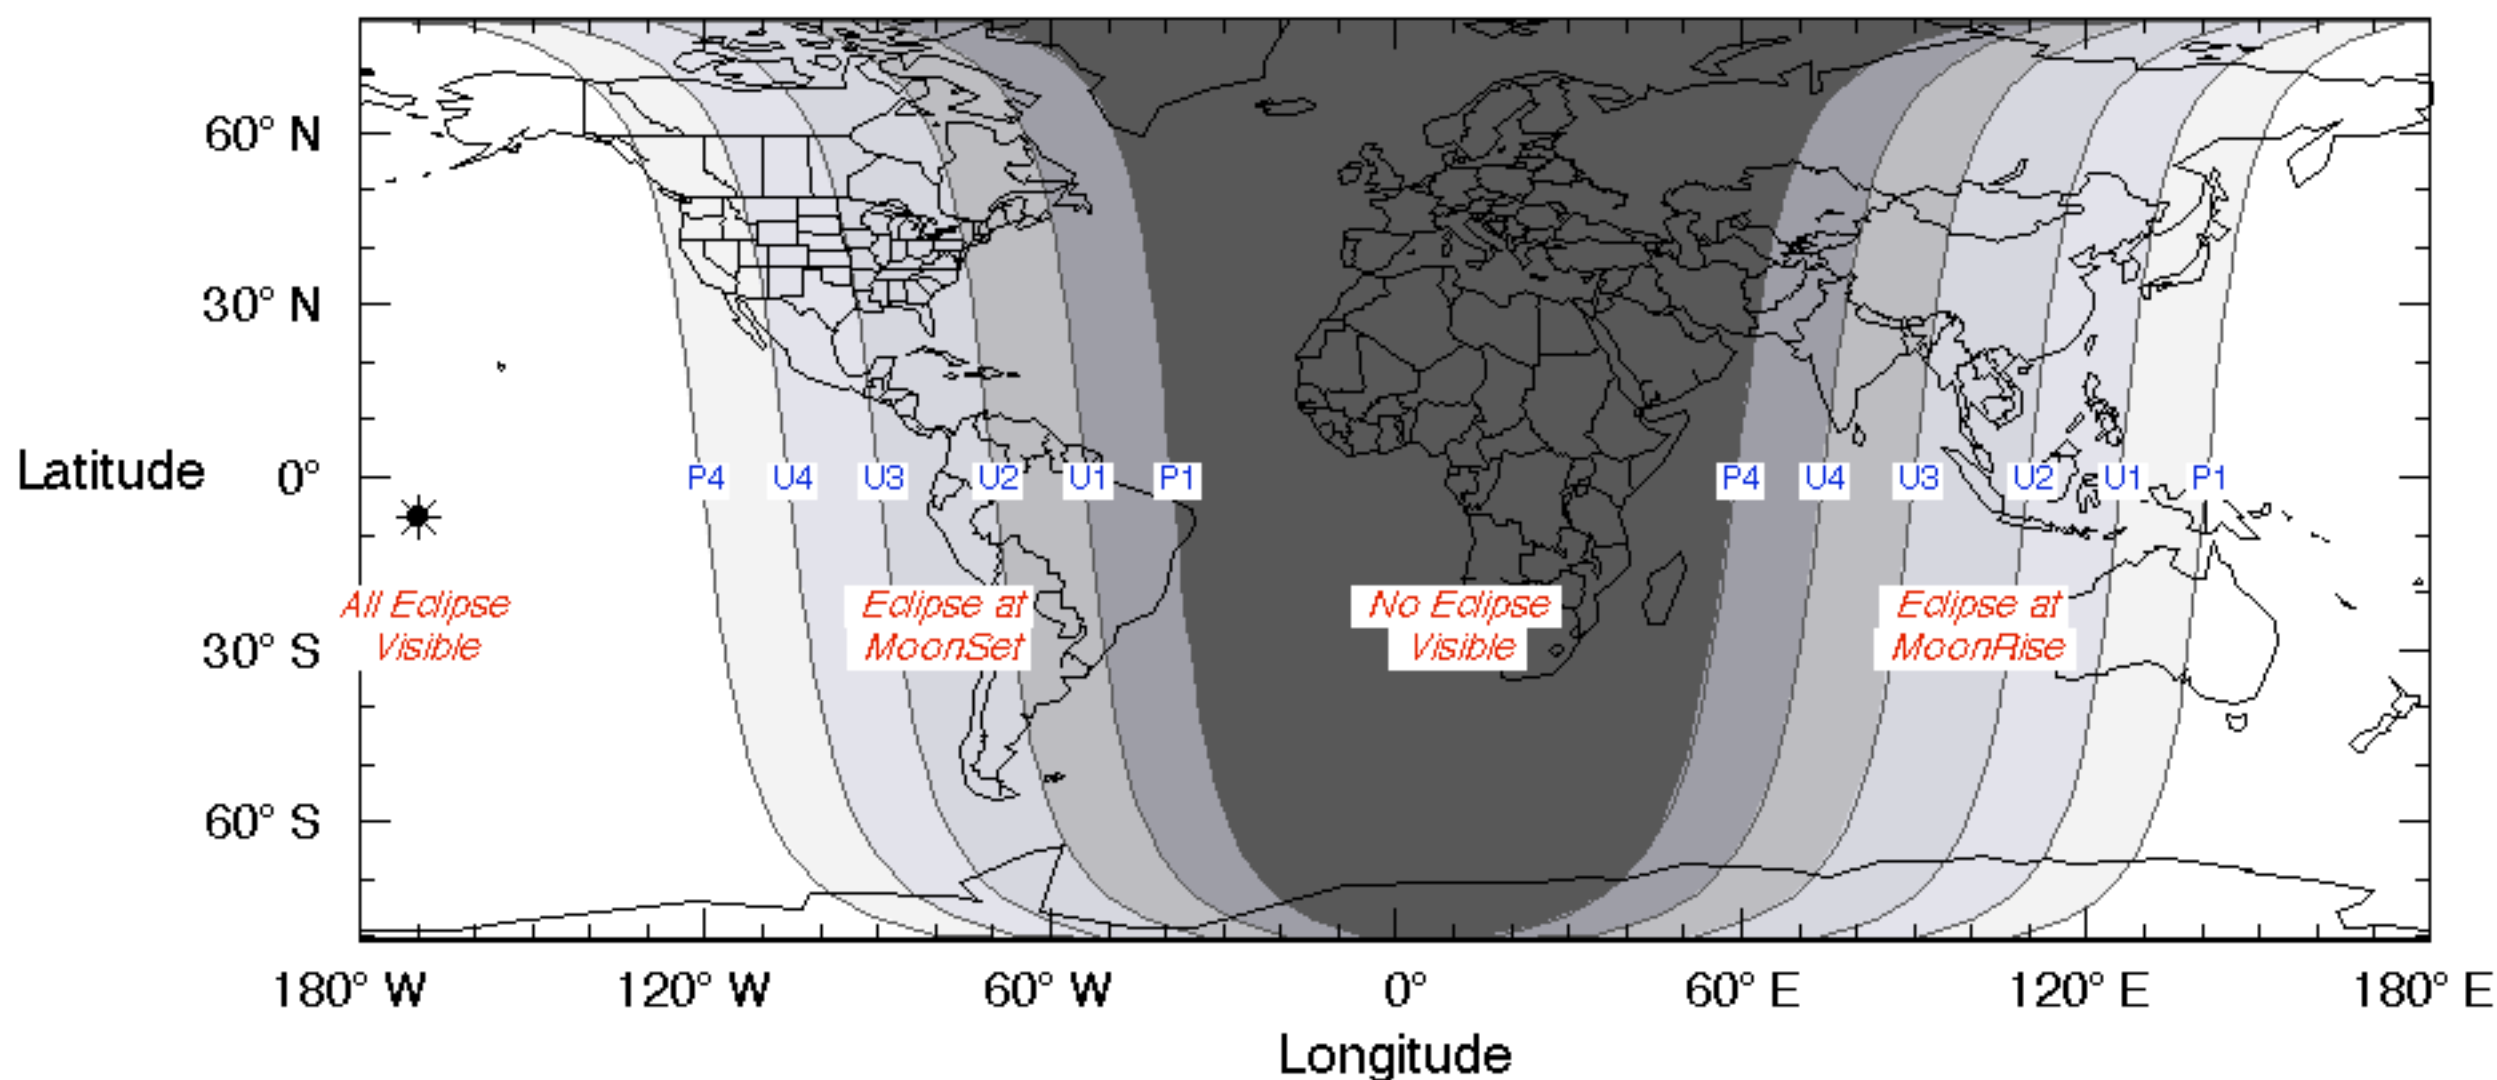 60° N
30° N
Latitude 0°
P4 U4 U3 U2 U1 P1 P4 U4 U3 U2 U1 P1
All Eclipse
Visible
Eclipse at
MoonSet
No Eclipse
Visible
Eclipse at
MoonRise
30° S
60° S
180° W 120° W 60° W 0° 60° E 120° E 180° E
Longitude